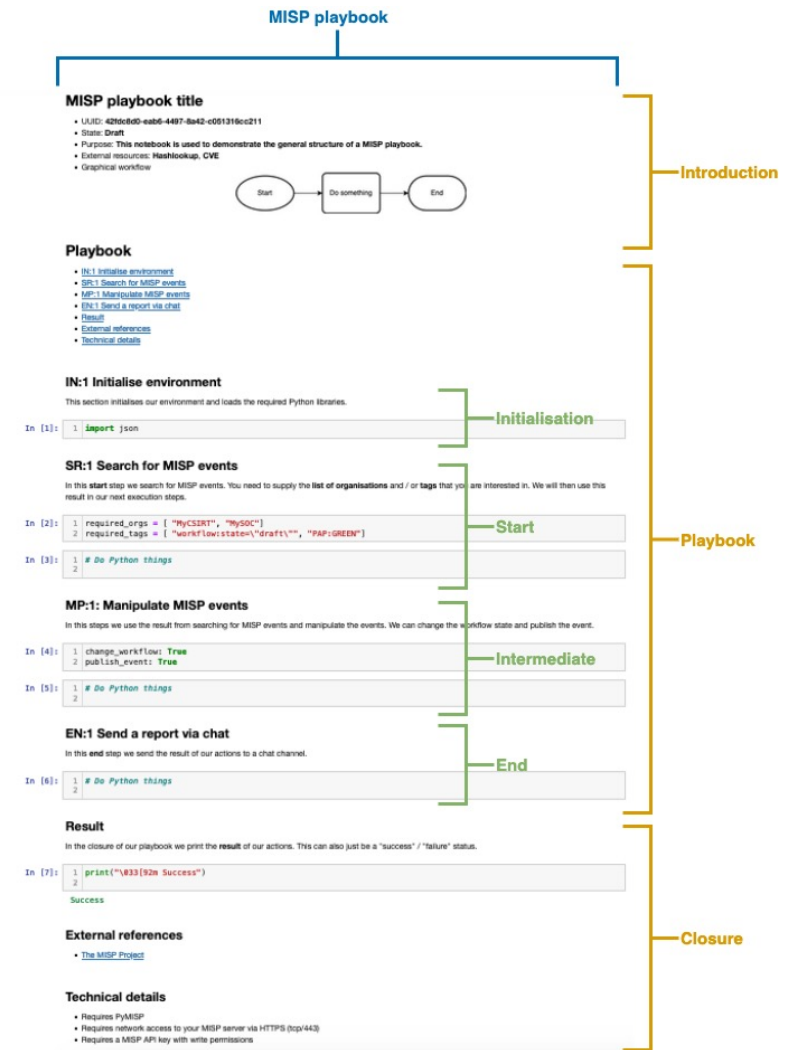 MISP playbook
MISP playbook title
• UUID: 42fdc8d0-eab6-4497-8a42-c051316cc211
• State: Draft
• Purpose: This notebook is used to demonstrate the general structure of a MISP playbook.
• External resources: Hashlookup, CVE
• Graphical workflow
Start
Do something
End
Introduction
Playbook
• IN:1 Initialise environment
• SR:1 Search for MISP events
• MP:1 Manipulate MISP events
• EN:1 Send a report via chat
• Result
• External references
• Technical details
IN:1 Initialise environment
This section initialises our environment and loads the required Python libraries.
In [1]: 1 import json
Initialisation
SR:1 Search for MISP events
In this start step we search for MISP events. You need to supply the list of organisations and / or tags that you are interested in. We will then use this
result in our next execution steps.
In [2]: 1 required_orgs = [ "MyCSIRT", "MySOC"]
2 required_tags = [ "workflow:state=\"draft\"", "PAP:GREEN"]
Start
In [3]: 1 # Do Python things
2
Playbook
MP:1: Manipulate MISP events
In this steps we use the result from searching for MISP events and manipulate the events. We can change the workflow state and publish the event.
In [4]: 1 change_workflow: True
2 publish_event: True
Intermediate
In [5]: 1 # Do Python things
2
EN:1 Send a report via chat
In this end step we send the result of our actions to a chat channel.
End
In [6]: 1 # Do Python things
2
Result
In the closure of our playbook we print the result of our actions. This can also just be a "success" / "failure" status.
In [7]: 1 print("\033[92m Success")
2
Success
External references
• The MISP Project
Closure
Technical details
• Requires PyMISP
• Requires network access to your MISP server via HTTPS (tcp/443)
• Requires a MISP API key with write permissions